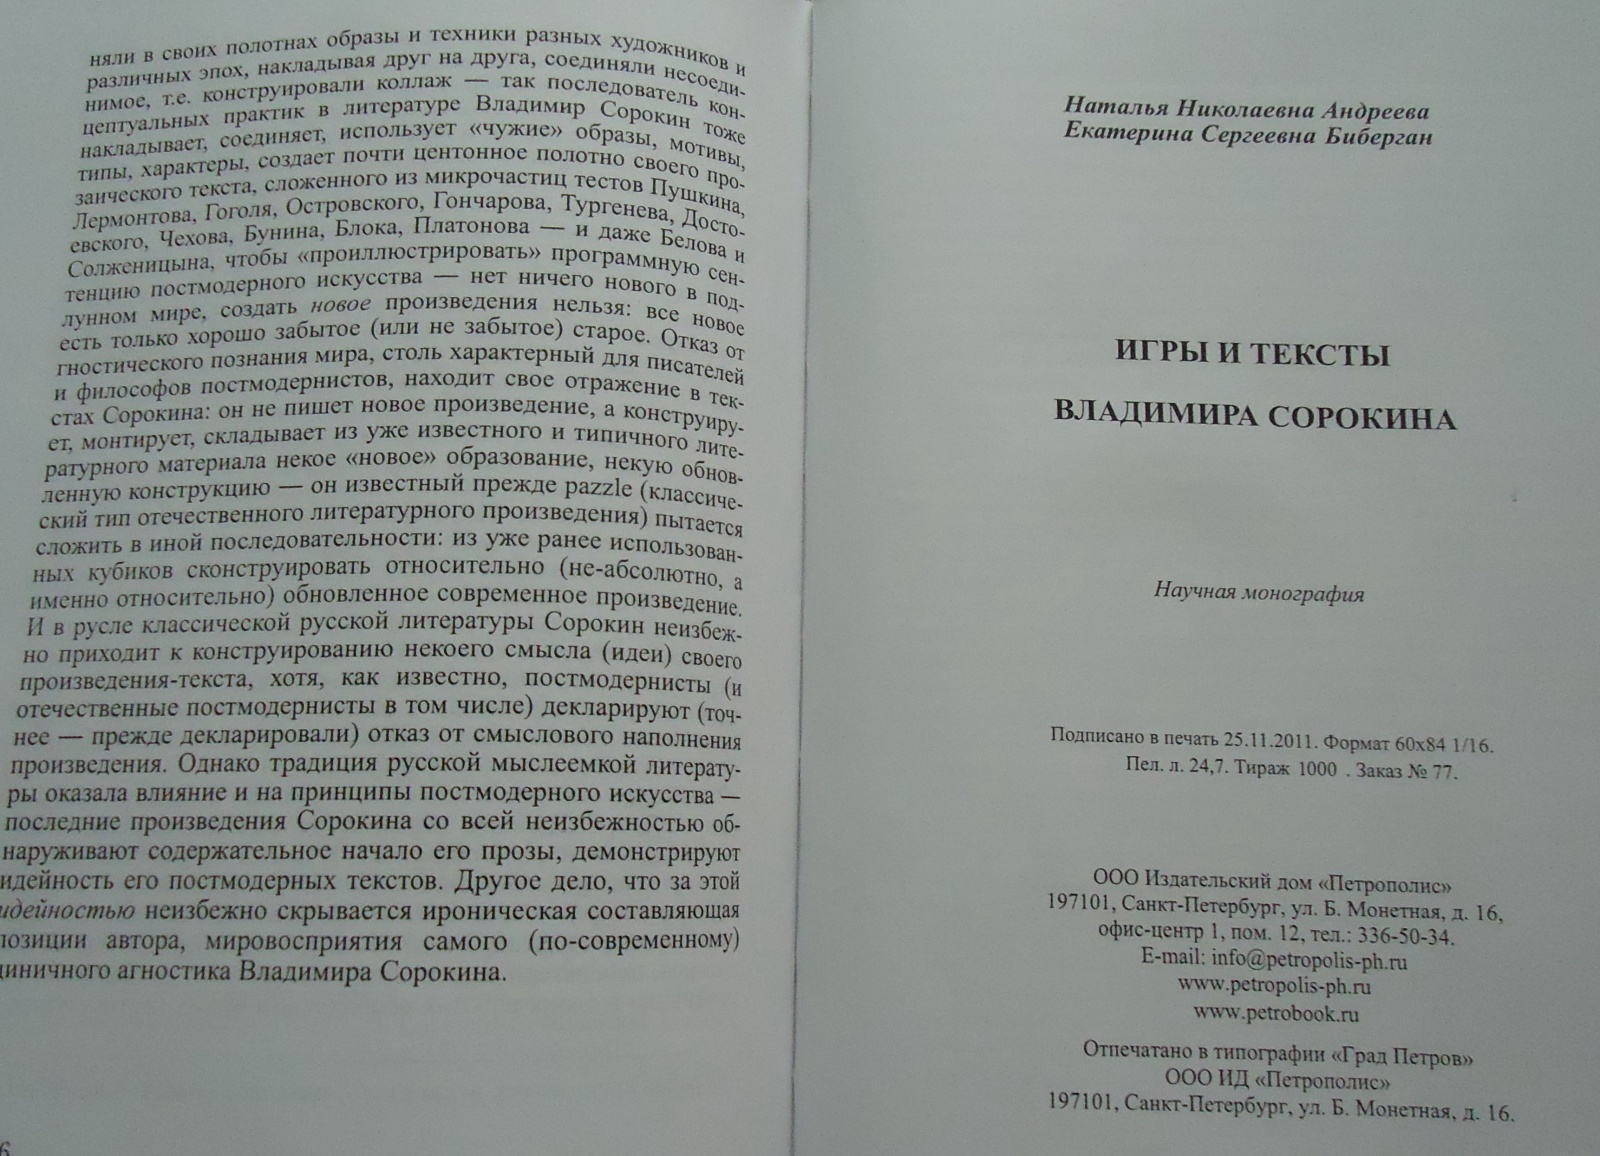 няли в своих полотнах образы и техники разных художников и
различных эпох, накладывая друг на друга, соединяли несоеди-
нимое, т.е. конструировали коллаж — так последователь кон-
цептуальных практик в литературе Владимир Сорокин тоже
накладывает, соединяет, использует «чужие» образы, мотивы,
типы, характеры, создает почти центонное полотно своего про-
заического текста, сложенного из микрочастиц тестов Пушкина,
Лермонтова, Гоголя, Островского, Гончарова, Тургенева, Досто-
евского, Чехова, Бунина, Блока, Платонова — и даже Белова и
Солженицына, чтобы «проиллюстрировать» программную сен-
тенцию постмодерного искусства — нет ничего нового в под-
лунном мире, создать новое произведения нельзя: все новое
есть только хорошо забытое (или не забытое) старое. Отказ от
гностического познания мира, столь характерный для писателей
и философов постмодернистов, находит свое отражение в тек-
стах Сорокина: он не пишет новое произведение, а конструиру-
ет, монтирует, складывает из уже известного и типичного лите-
ратурного материала некое «новое» образование, некую обнов-
ленную конструкцию — он известный прежде pazzle (классиче-
ский тип отечественного литературного произведения) пытается
сложить в иной последовательности: из уже ранее использован-
ных кубиков сконструировать относительно (не-абсолютно, а
именно относительно) обновленное современное произведение.
И в русле классической русской литературы Сорокин неизбеж-
но приходит к конструированию некоего смысла (идеи) своего
произведения-текста, хотя, как известно, постмодернисты (и
отечественные постмодернисты в том числе) декларируют (точ-
нее — прежде декларировали) отказ от смыслового наполнения
произведения. Однако традиция русской мыслеемкой литерату-
ры оказала влияние и на принципы постмодерного искусства —
последние произведения Сорокина со всей неизбежностью об-
наруживают содержательное начало его прозы, демонстрируют
идейность его постмодерных текстов. Другое дело, что за этой
идейностью неизбежно скрывается ироническая составляющая
позиции автора, мировосприятия самого (по-современному)
циничного агностика Владимира Сорокина.
6
Наталья Николаевна Андреева
Екатерина Сергеевна Биберган
ИГРЫ И ТЕКСТЫ
ВЛАДИМИРА СОРОКИНА
Научная монография
Подписано в печать 25.11.2011. Формат 60х84 1/16.
Пел. л. 24,7. Тираж 1000 . Заказ № 77.
ООО Издательский дом «Петрополис»
197101, Санкт-Петербург, ул. Б. Монетная, д. 16,
офис-центр 1, пом. 12, тел.: 336-50-34.
E-mail: info@petropolis-ph.ru
www.petropolis-ph.ru
www.petrobook.ru
Отпечатано в типографии «Град Петров»
ООО ИД «Петрополис»
197101, Санкт-Петербург, ул. Б. Монетная, д. 16.